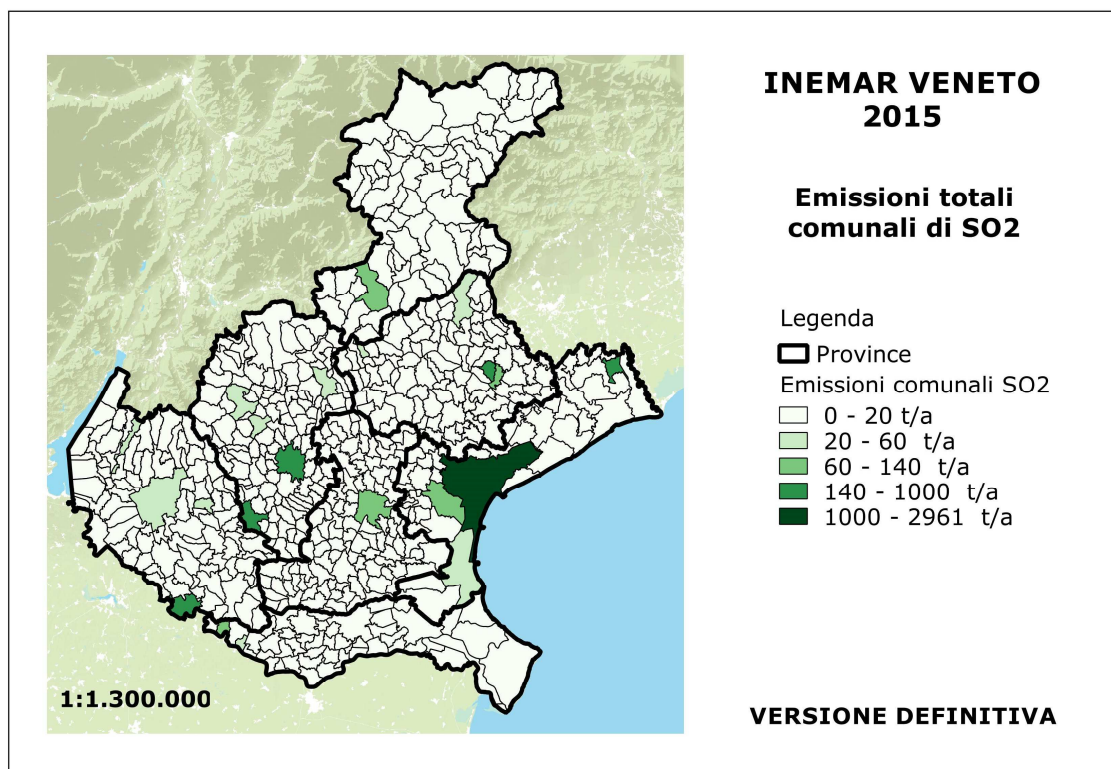 INEMAR VENETO
2015
Emissioni totali
comunali di SO2
Legenda
Province
Emissioni comunali SO2
0 - 20 t/a
20 - 60 t/a
60 - 140 t/a
140 - 1000 t/a
1000 - 2961 t/a
1:1.300.000
VERSIONE DEFINITIVA